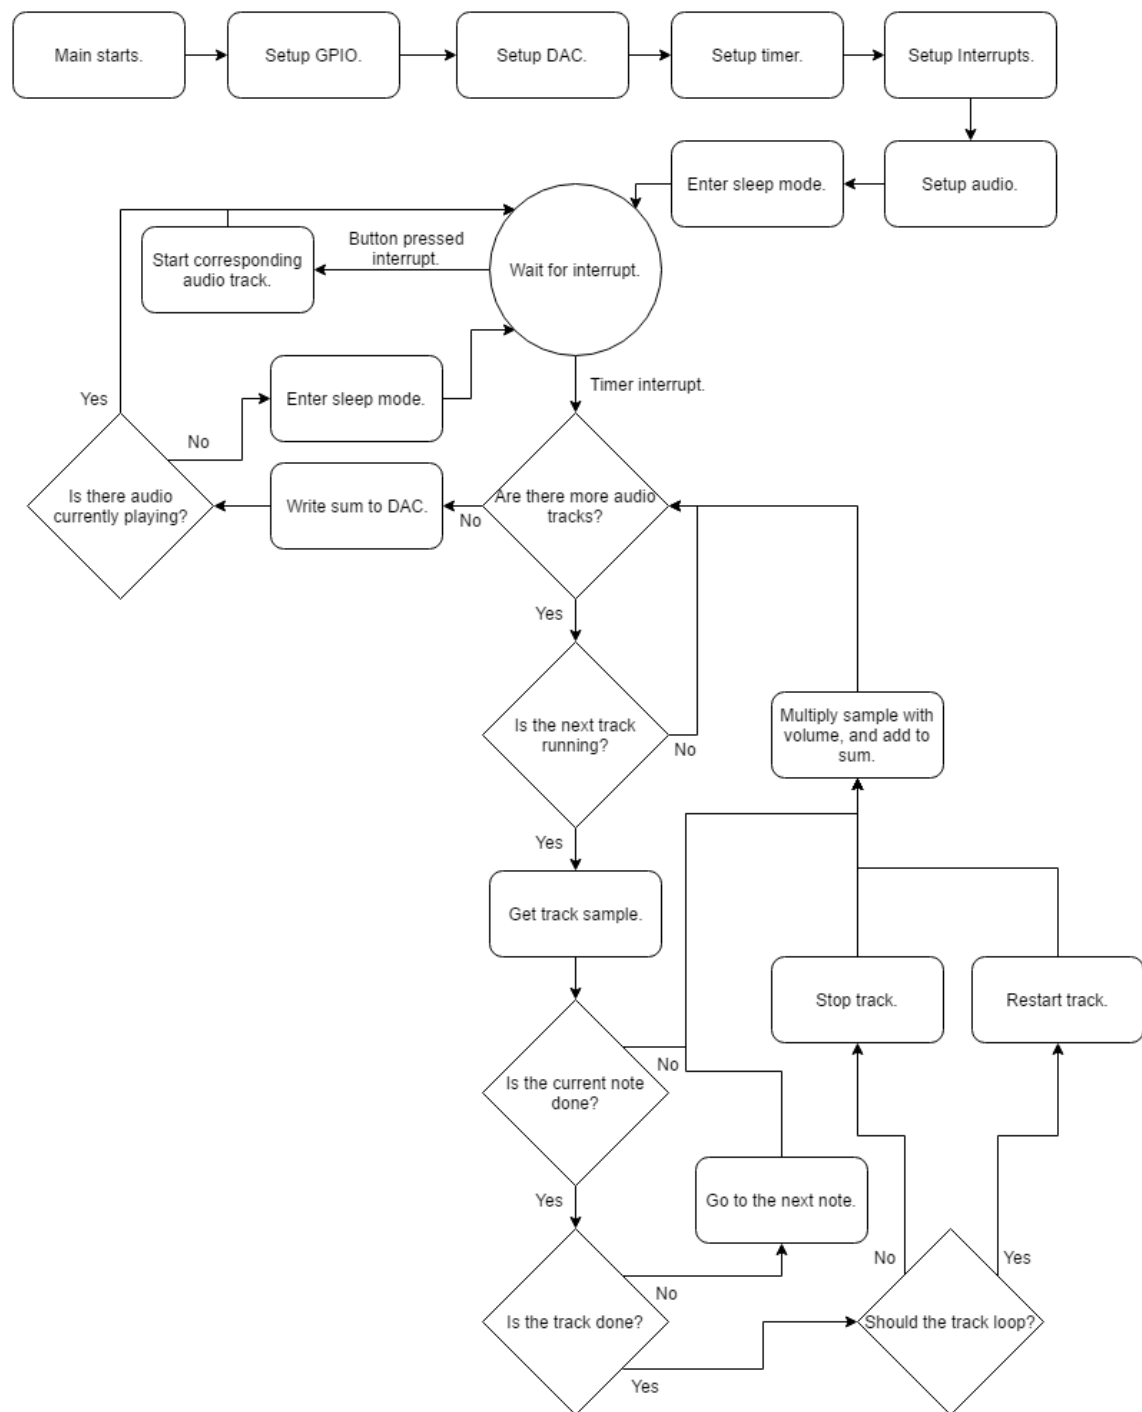 Main starts.
Setup GPIO.
Setup DAC.
Setup timer.
Setup Interrupts.
Enter sleep mode.
Setup audio.
Button pressed
interrupt.
Start corresponding
audio track.
Wait for interrupt.
Timer interrupt.
Yes
Enter sleep mode.
No
Is there audio
currently playing?
Write sum to DAC.
No
Are there more audio
tracks?
Yes
Is the next track
running?
No
Multiply sample with
volume, and add to
sum.
Yes
Get track sample.
Stop track.
Restart track.
No
Is the current note
done?
Yes
Go to the next note.
No
Yes
No
Is the track done?
Should the track loop?
Yes